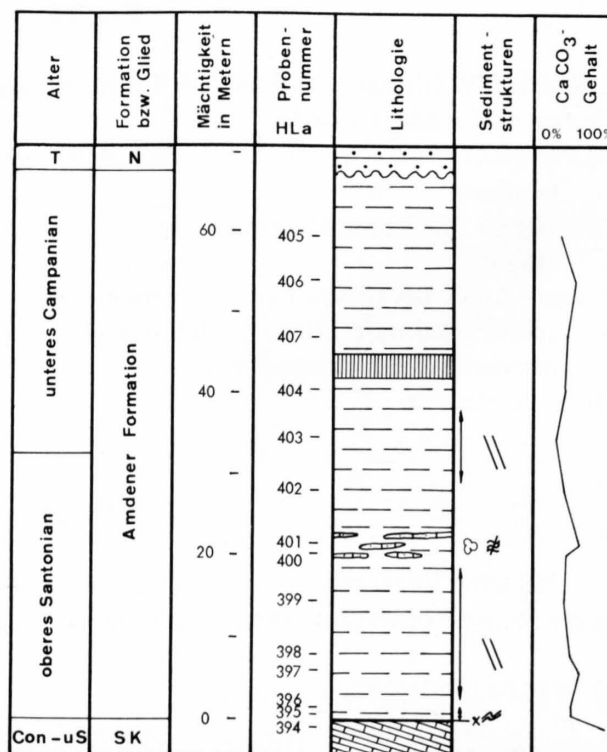 Alter
Formation
bzw. Glied
Mächtigkeit
in Metern
Proben-
nummer
HLa
Lithologie
Sediment-
strukturen
CaCO3-
Gehalt
0% 100%
T
N
unteres Campanian
oberes Santonian
Amdener Formation
60
40
20
0
405
406
407
404
403
402
401
400
399
398
397
396
395
394
x
Con-uS
SK